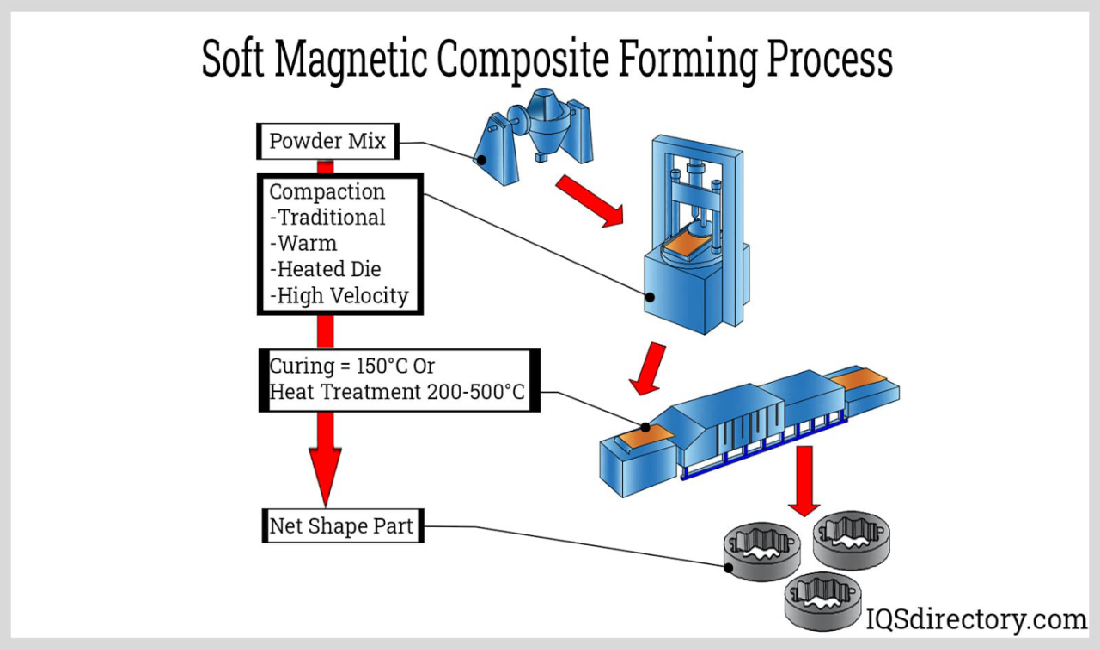 Soft Magnetic Composite Forming Process
Powder Mix
Compaction
-Traditional
-Warm
-Heated Die
-High Velocity
Curing = 150°C Or
Heat Treatment 200-500°C
Net Shape Part
IQSdirectory.com